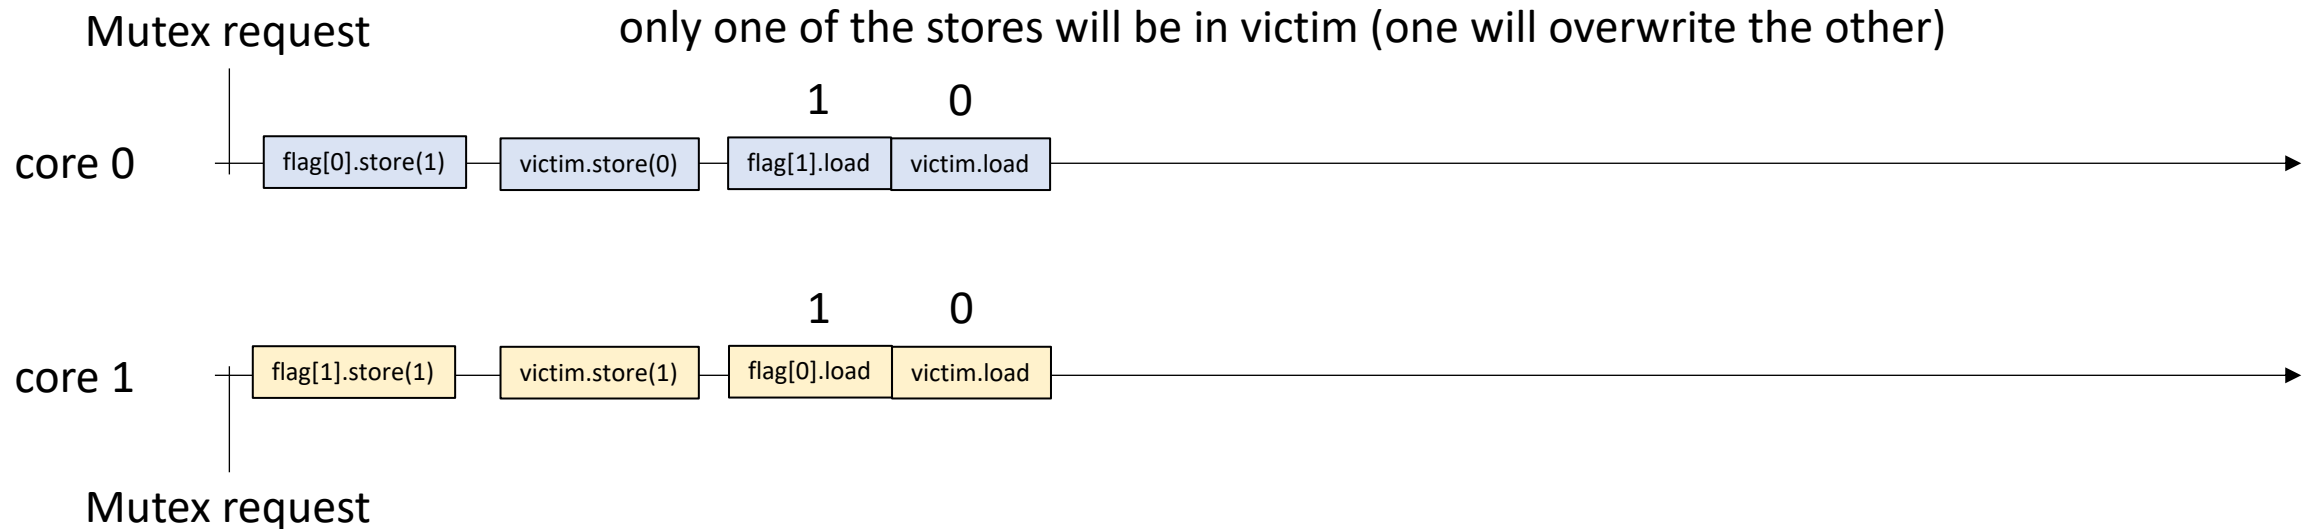 Mutex request
only one of the stores will be in victim (one will overwrite the other)
1 0
core 0
flag[0].store(1)
victim.store(0)
flag[1].load
victim.load
1 0
core 1
flag[1].store(1)
victim.store(1)
flag[0].load
victim.load
Mutex request